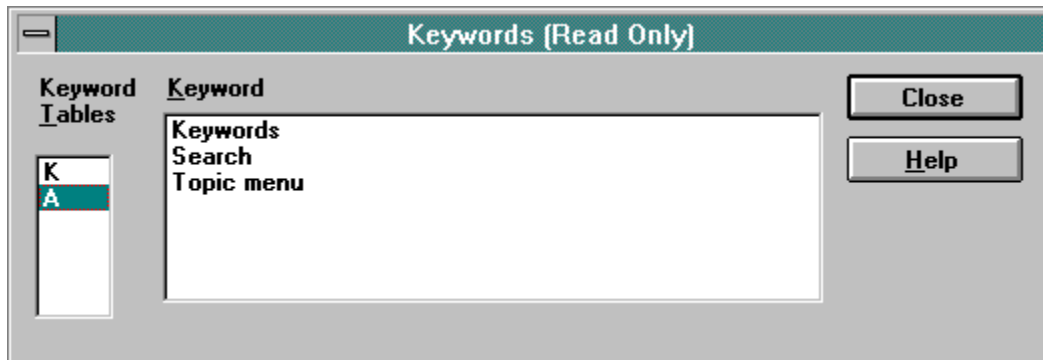 Keywords (Read Only)
Keyword
Tables
Keyword
K
A
Keywords
Search
Topic menu
Close
Help